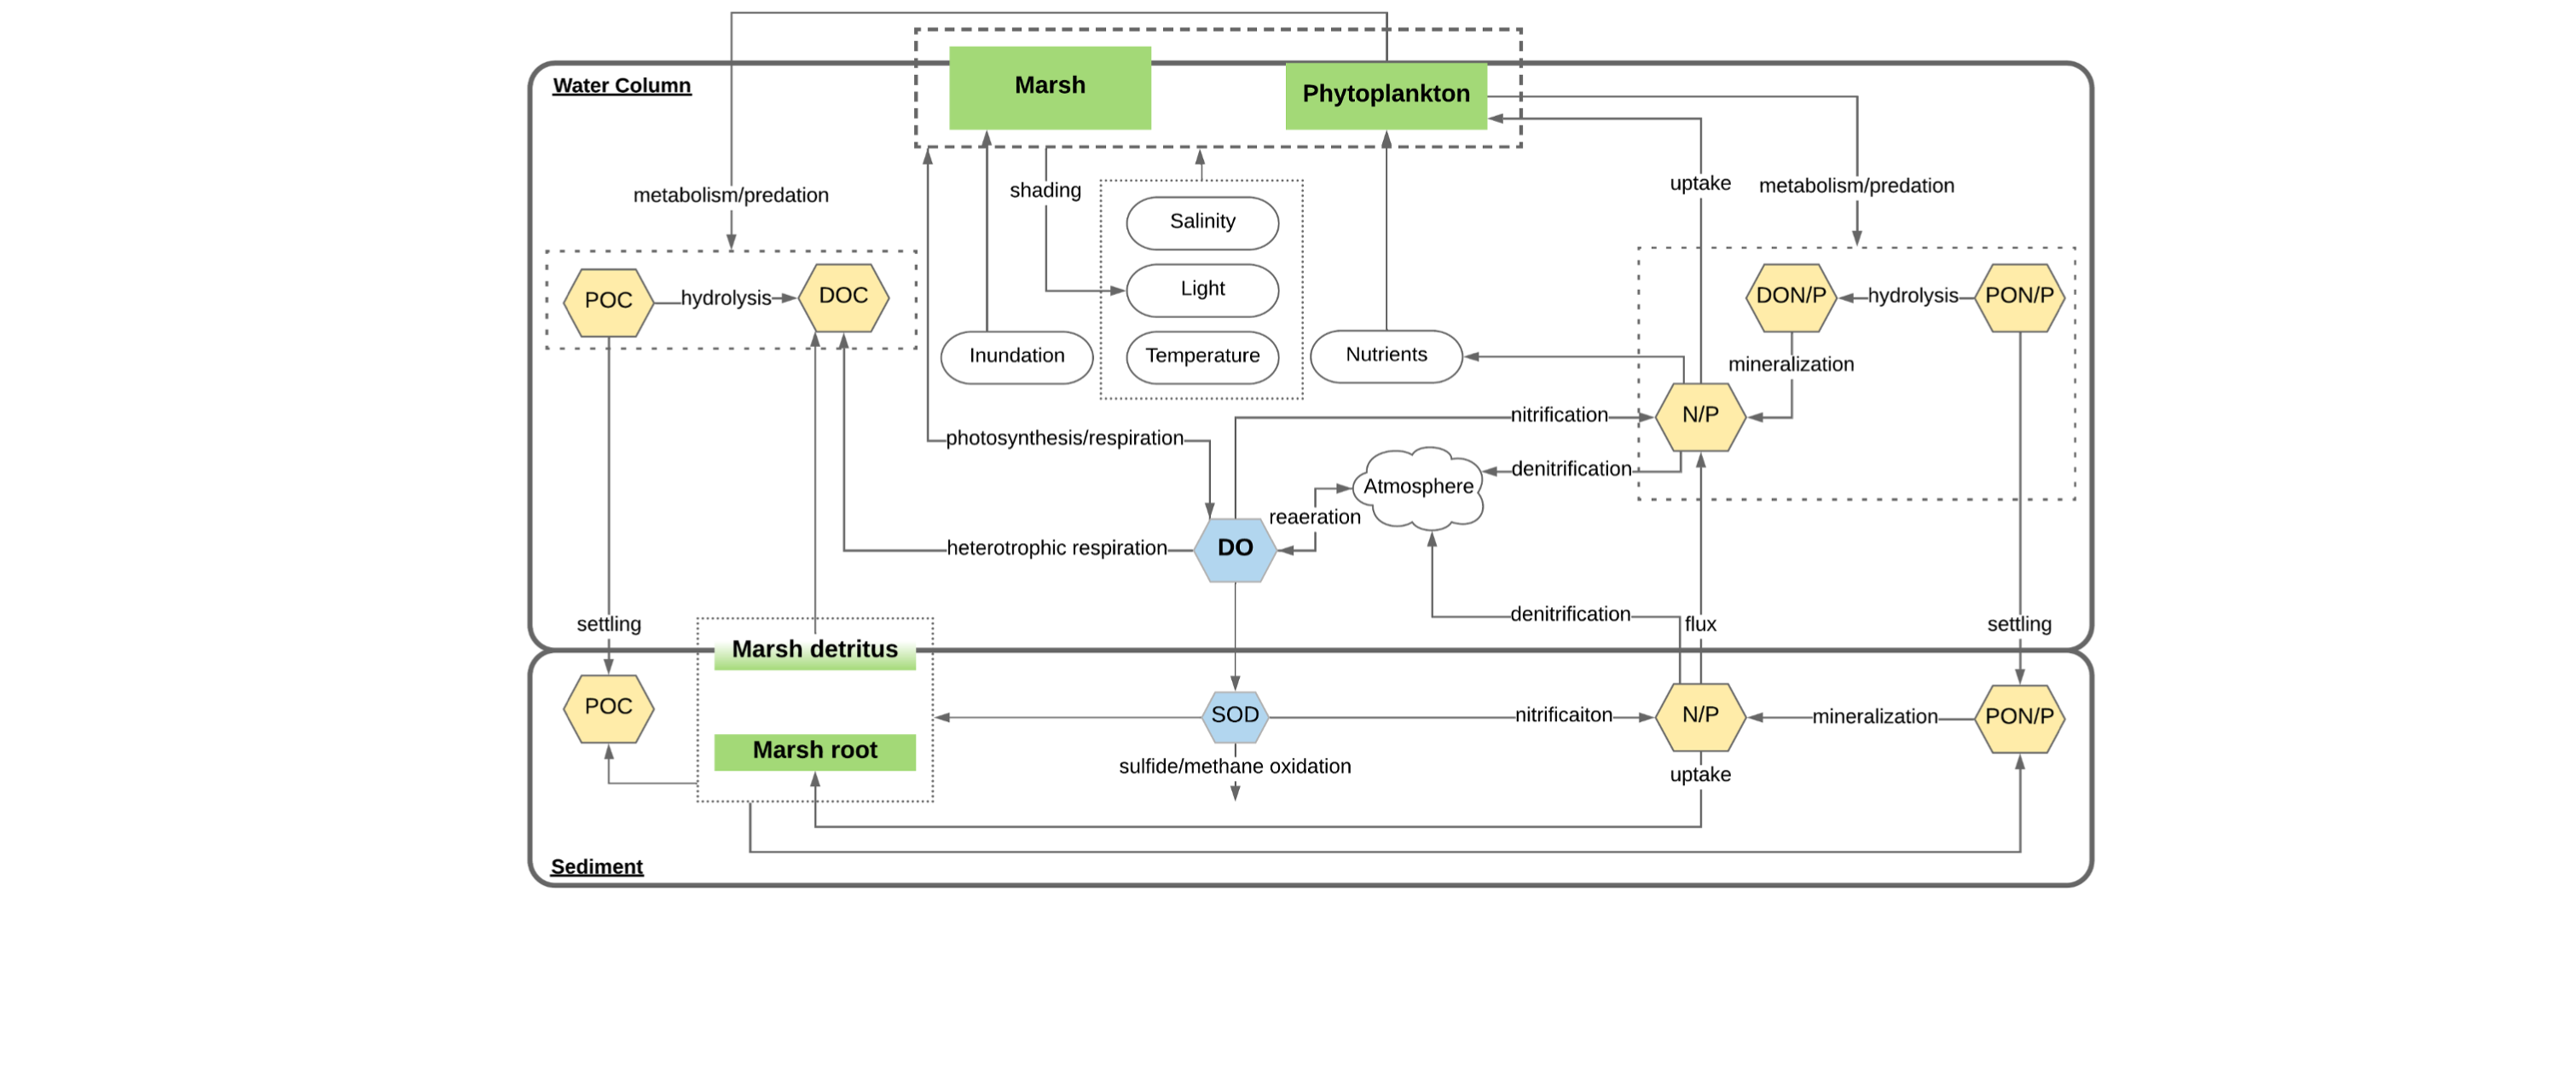 Water Column
Marsh
Phytoplankton
metabolism/predation
shading
uptake
metabolism/predation
Salinity
Light
Temperature
Inundation
Nutrients
POC
hydrolysis
DOC
DON/P
hydrolysis
PON/P
mineralization
nitrification
N/P
photosynthesis/respiration
denitrification
Atmosphere
reaeration
heterotrophic respiration
DO
denitrification
flux
settling
settling
Marsh detritus
POC
SOD
nitrificaiton
N/P
mineralization
PON/P
Marsh root
sulfide/methane oxidation
uptake
Sediment